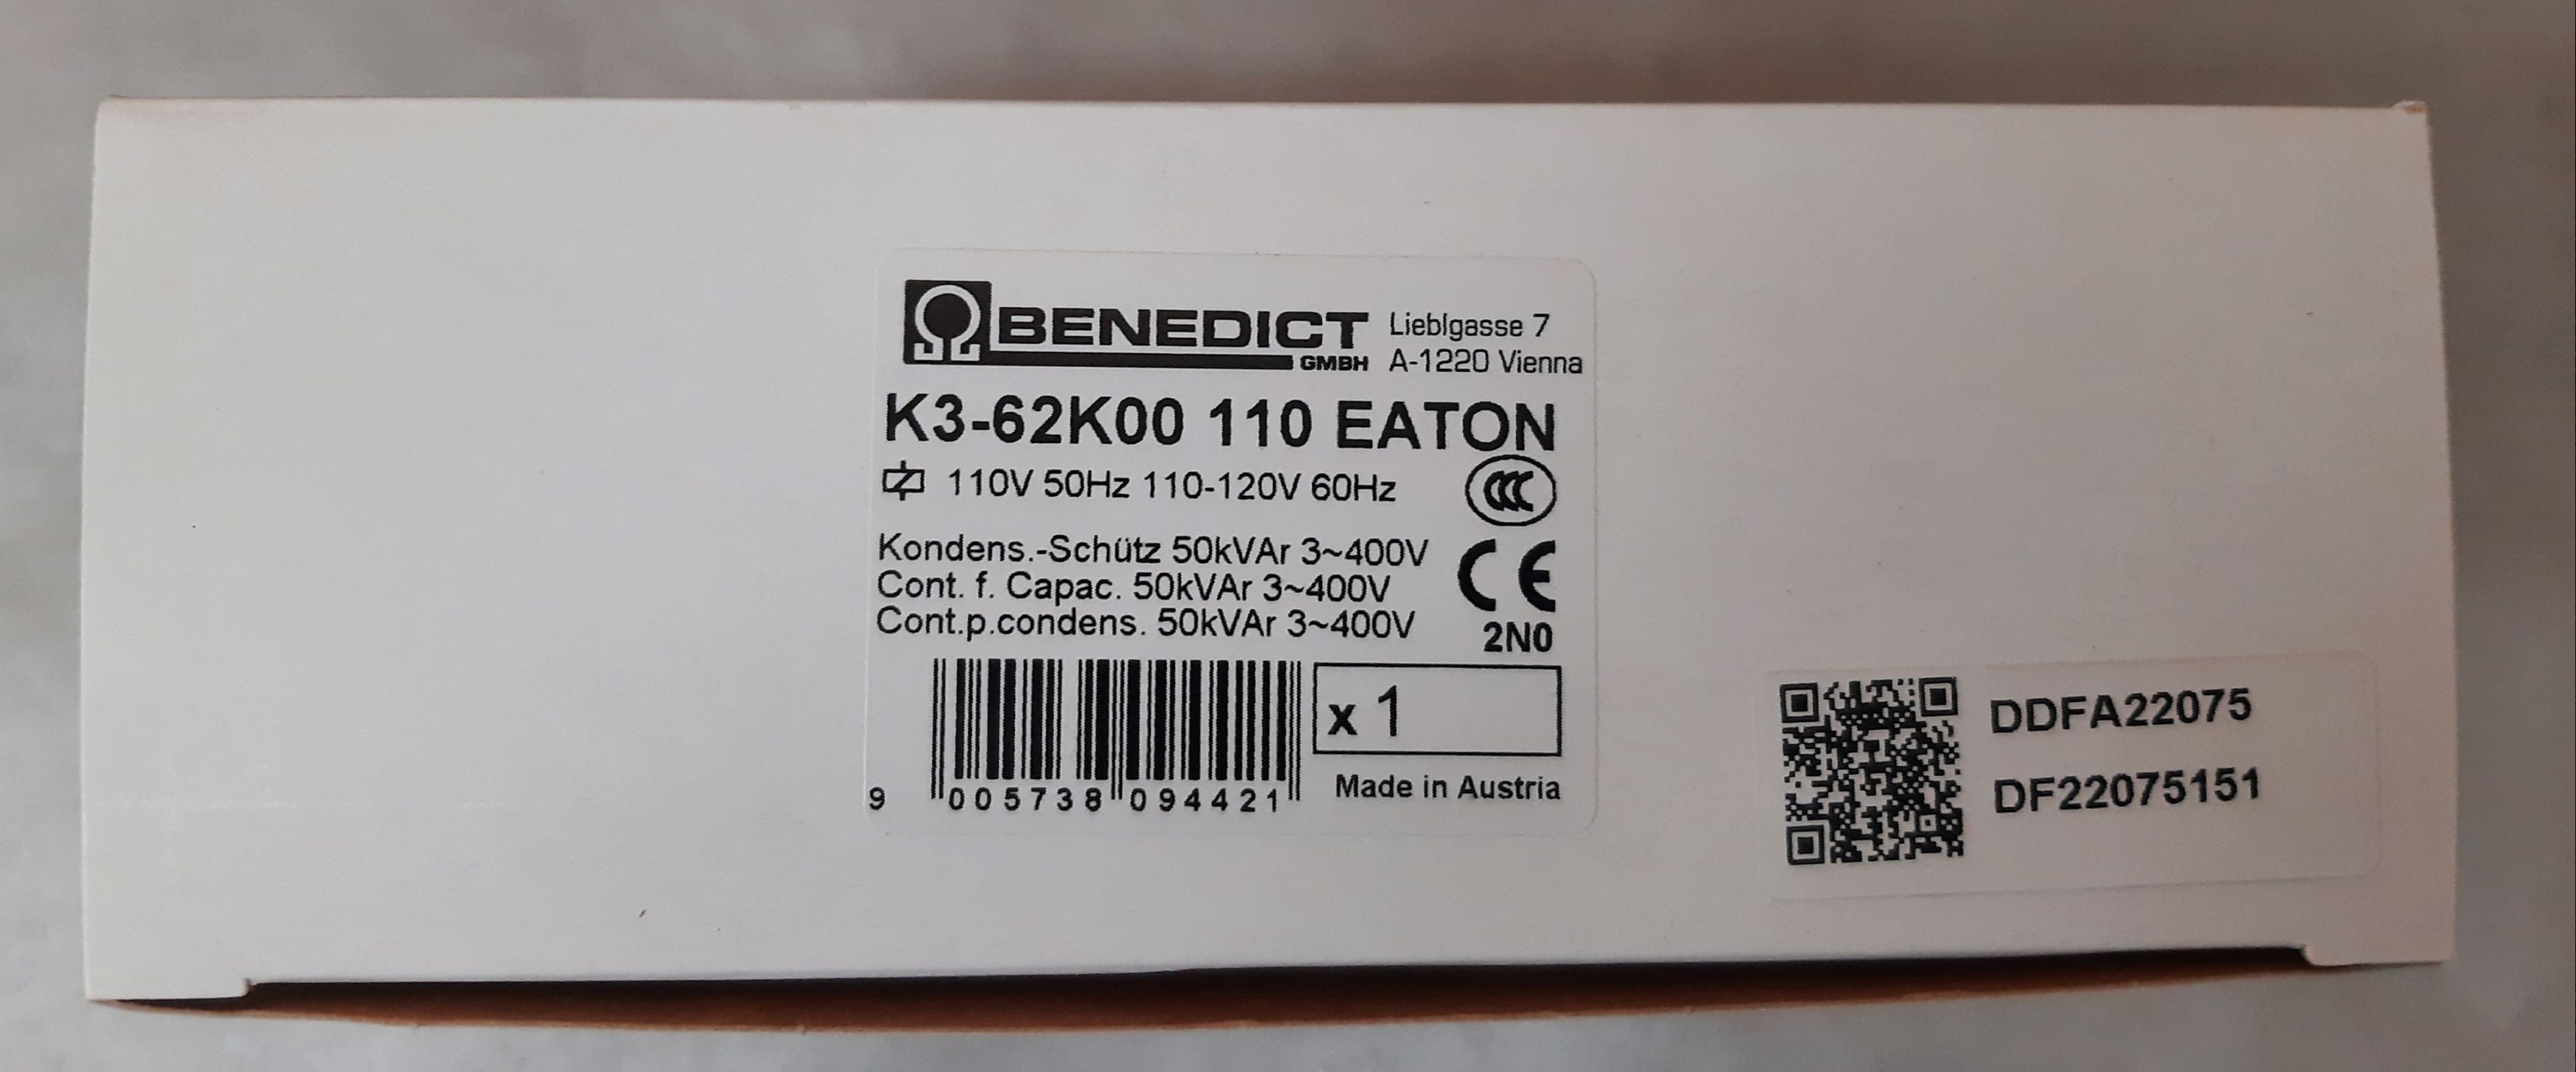 BENEDICT
GMBH
Lieblgasse 7
A-1220 Vienna
K3-62K00 110 EATON
110V 50Hz 110-120V 60Hz
CCC
Kondens.-Schütz 50kVAr 3~400V
Cont. f. Capac. 50kVAr 3~400V
Cont.p.condens. 50kVAr 3~400V
CE
2N0
9 005738 094421
x 1
Made in Austria
DDFA22075
DF22075151